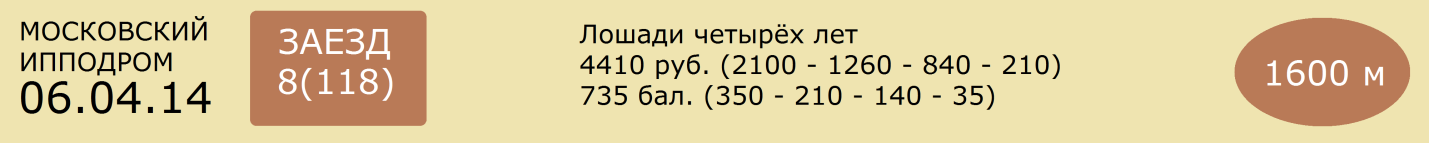 МОСКОВСКИЙ
ИППОДРОМ
06.04.14
ЗАЕЗД
8(118)
Лошади четырёх лет
4410 руб. (2100 - 1260 - 840 - 210)
735 бал. (350 - 210 - 140 - 35)
1600 м